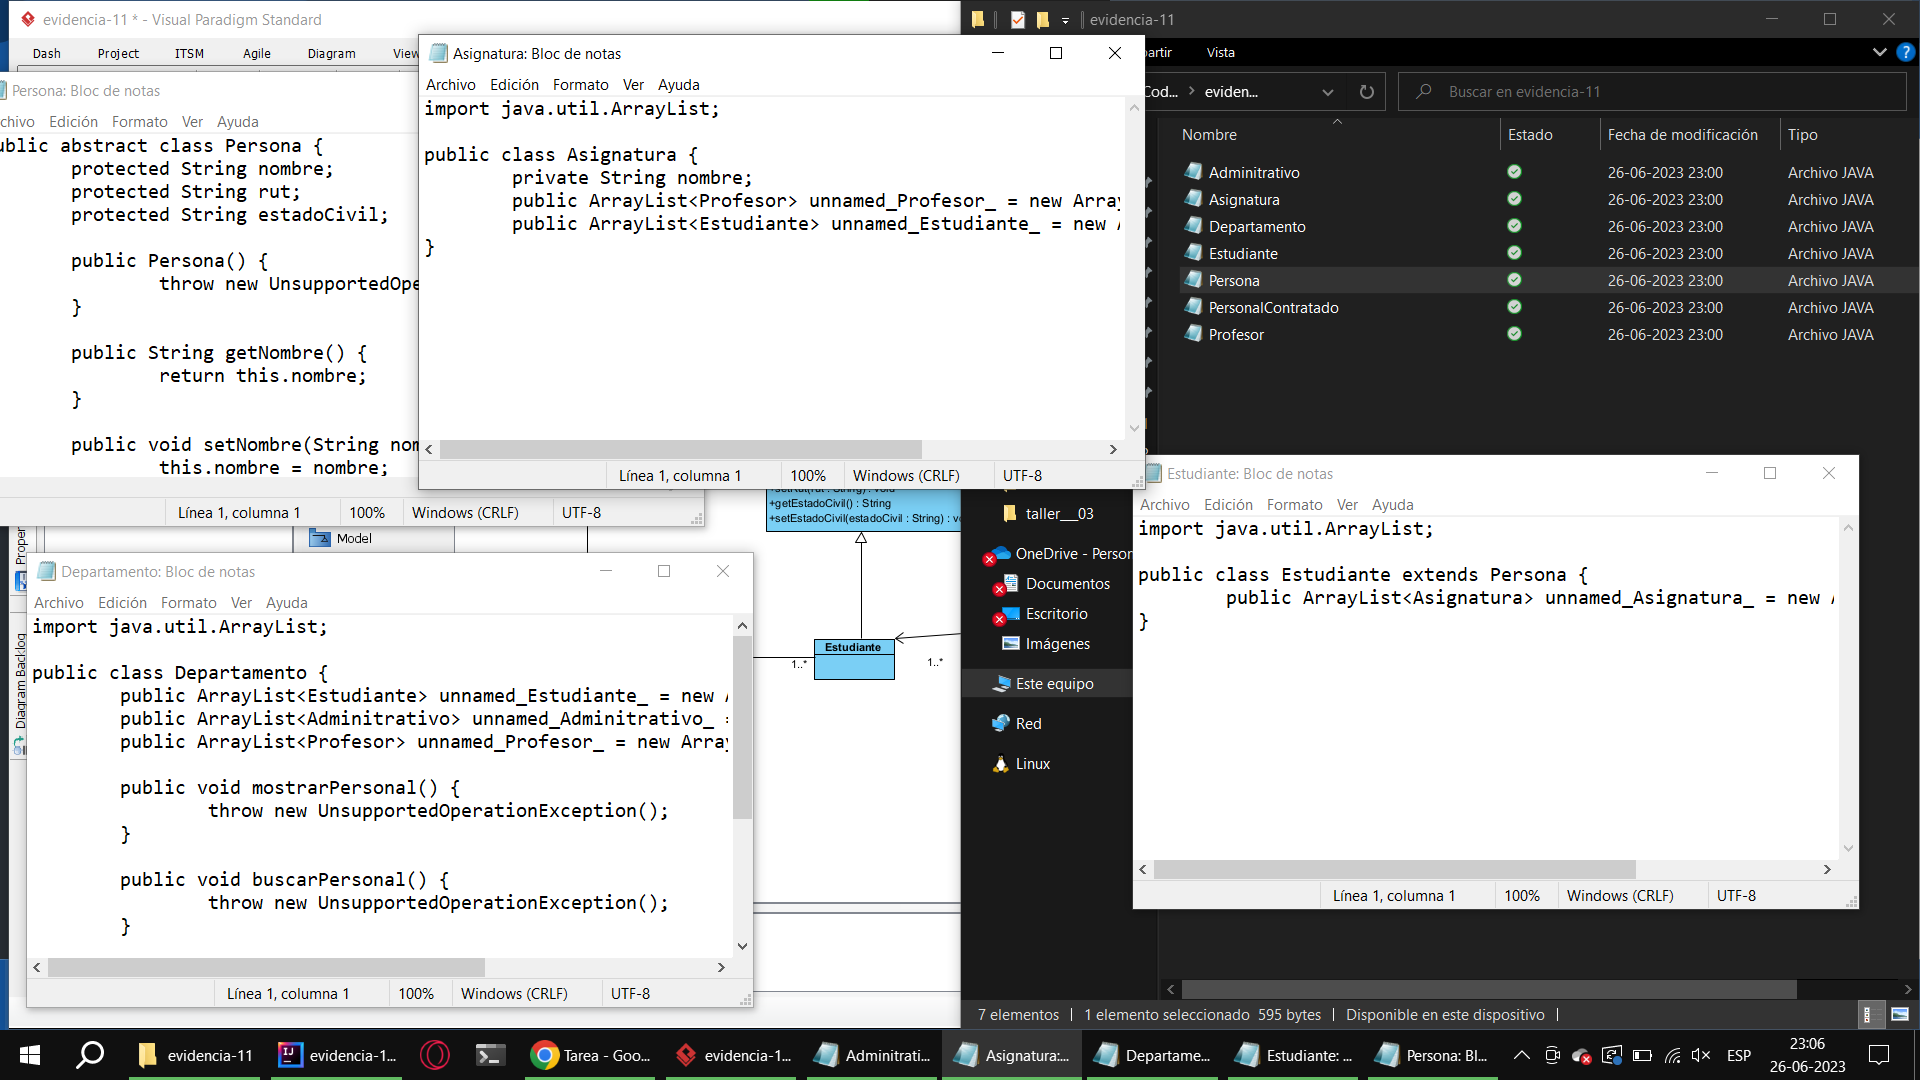 evidencia-11 * - Visual Paradigm Standard
Dash Project ITSM Agile Diagram View
Persona: Bloc de notas
chivo Edición Formato Ver Ayuda
ublic abstract class Persona {
protected String nombre;
protected String rut;
protected String estadoCivil;
public Persona() {
throw new UnsupportedOpe
}
public String getNombre() {
return this.nombre;
}
public void setNombre(String nom
this.nombre = nombre;
Línea 1, columna 1 100% Windows (CRLF) UTF-8
Asignatura: Bloc de notas
Archivo Edición Formato Ver Ayuda
import java.util.ArrayList;
public class Asignatura {
private String nombre;
public ArrayList<Profesor> unnamed_Profesor_ = new Array
public ArrayList<Estudiante> unnamed_Estudiante_ = new A
}
Línea 1, columna 1 100% Windows (CRLF) UTF-8
evidencia-11
artir Vista
Cod... eviden... Buscar en evidencia-11
Nombre Estado Fecha de modificación Tipo
Adminitrativo 26-06-2023 23:00 Archivo JAVA
Asignatura 26-06-2023 23:00 Archivo JAVA
Departamento 26-06-2023 23:00 Archivo JAVA
Estudiante 26-06-2023 23:00 Archivo JAVA
Persona 26-06-2023 23:00 Archivo JAVA
PersonalContratado 26-06-2023 23:00 Archivo JAVA
Profesor 26-06-2023 23:00 Archivo JAVA
+setRut(rut : String) : void
+getEstadoCivil() : String
+setEstadoCivil(estadoCivil : String) : vo
Model
Proper
Diagram Backlog
Estudiante
1..*
1..*
taller___03
OneDrive - Person
Documentos
Escritorio
Imágenes
Este equipo
Red
Linux
Estudiante: Bloc de notas
Archivo Edición Formato Ver Ayuda
import java.util.ArrayList;
public class Estudiante extends Persona {
public ArrayList<Asignatura> unnamed_Asignatura_ = new A
}
Línea 1, columna 1 100% Windows (CRLF) UTF-8
Departamento: Bloc de notas
Archivo Edición Formato Ver Ayuda
import java.util.ArrayList;
public class Departamento {
public ArrayList<Estudiante> unnamed_Estudiante_ = new A
public ArrayList<Adminitrativo> unnamed_Adminitrativo_ =
public ArrayList<Profesor> unnamed_Profesor_ = new Array
public void mostrarPersonal() {
throw new UnsupportedOperationException();
}
public void buscarPersonal() {
throw new UnsupportedOperationException();
}
Línea 1, columna 1 100% Windows (CRLF) UTF-8
7 elementos 1 elemento seleccionado 595 bytes Disponible en este dispositivo
evidencia-11 evidencia-1... Tarea - Goo... evidencia-1... Adminitrati... Asignatura:... Departame... Estudiante: ... Persona: Bl... ESP
23:06
26-06-2023